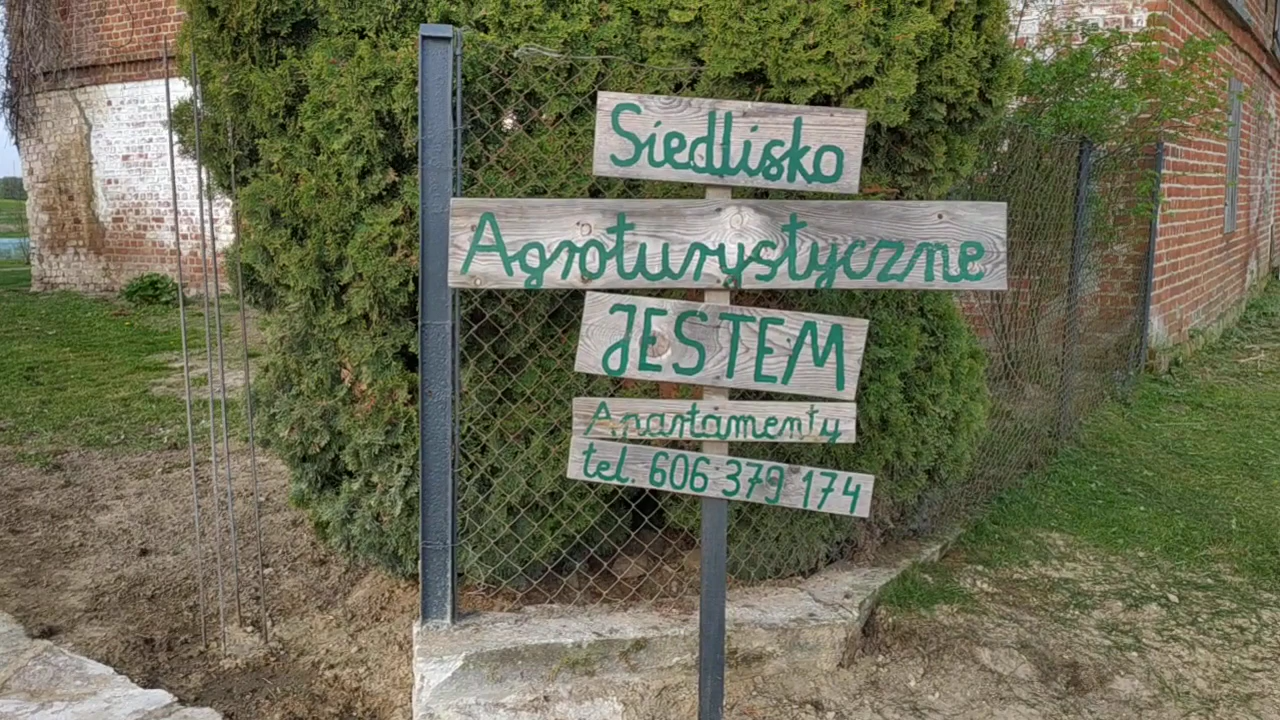 Siedlisko
Agroturystyczne
JESTEM
Apartamenty
tel. 606 379 174